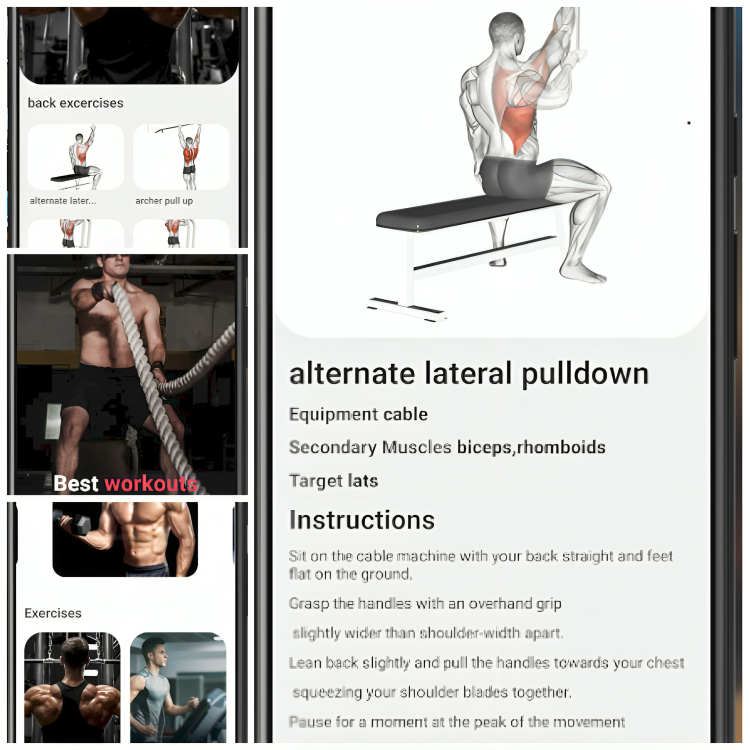 back excercises
alternate later...
archer pull up
Best workouts
Exercises
alternate lateral pulldown
Equipment cable
Secondary Muscles biceps,rhomboids
Target lats
Instructions
Sit on the cable machine with your back straight and feet
flat on the ground.
Grasp the handles with an overhand grip
slightly wider than shoulder-width apart.
Lean back slightly and pull the handles towards your chest
squeezing your shoulder blades together.
Pause for a moment at the peak of the movement